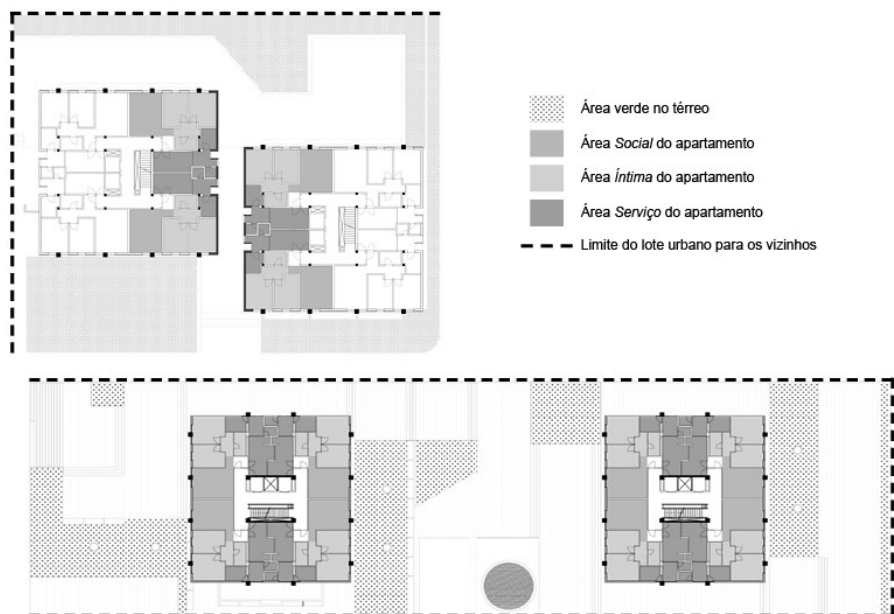 Área verde no térreo
Área Social do apartamento
Área Íntima do apartamento
Área Serviço do apartamento
Limite do lote urbano para os vizinhos